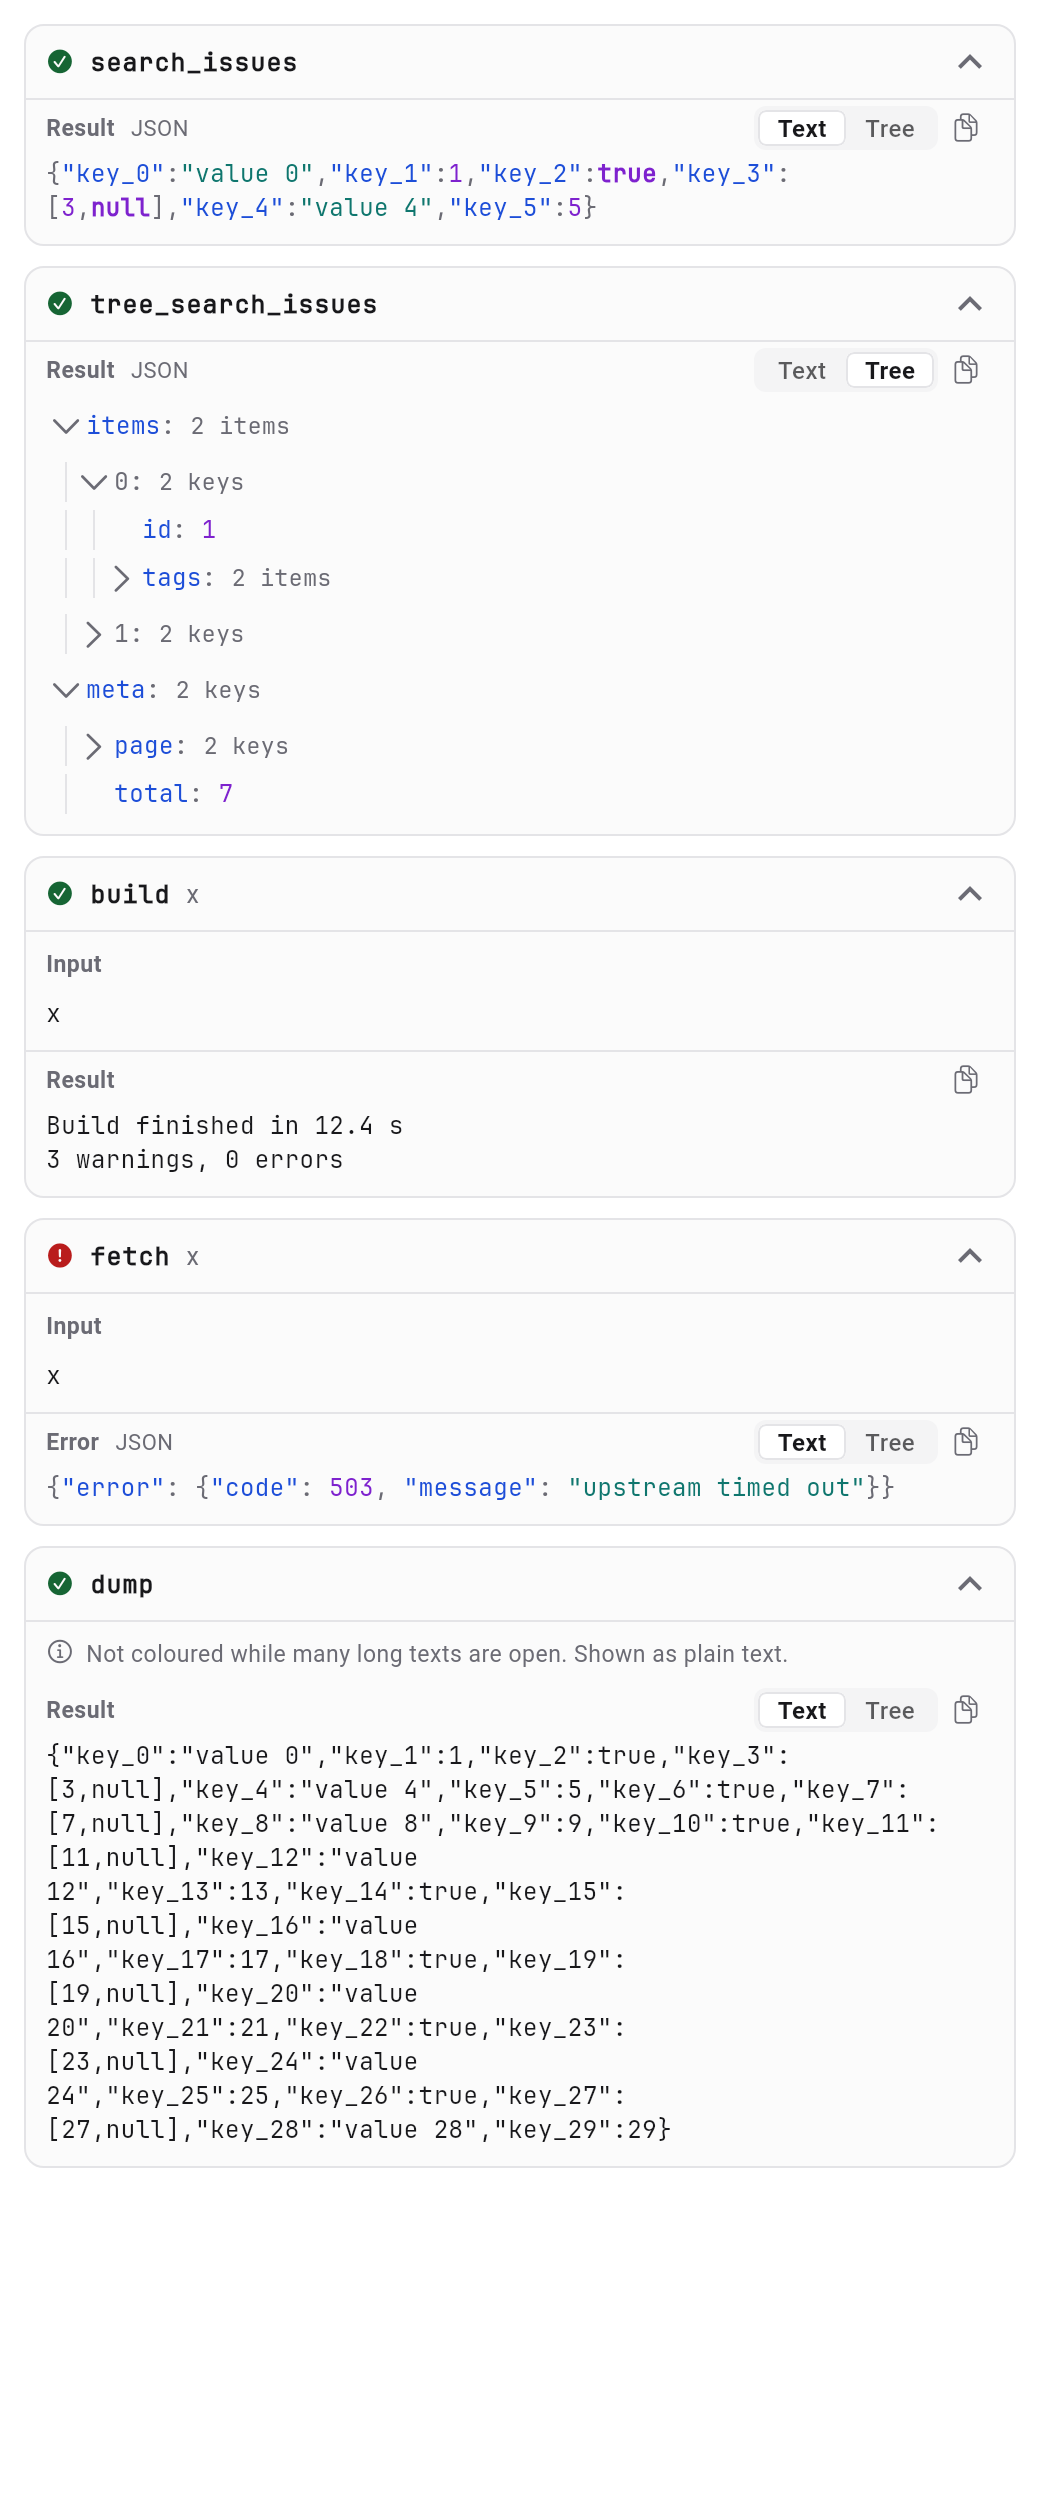 search_issues
Result JSON Text Tree
{"key_0":"value 0","key_1":1,"key_2":true,"key_3":
[3,null],"key_4":"value 4","key_5":5}
tree_search_issues
Result JSON Text Tree
items: 2 items
0: 2 keys
id: 1
tags: 2 items
1: 2 keys
meta: 2 keys
page: 2 keys
total: 7
build x
Input
x
Result
Build finished in 12.4 s
3 warnings, 0 errors
fetch x
Input
x
Error JSON Text Tree
{"error": {"code": 503, "message": "upstream timed out"}}
dump
Not coloured while many long texts are open. Shown as plain text.
Result Text Tree
{"key_0":"value 0","key_1":1,"key_2":true,"key_3":
[3,null],"key_4":"value 4","key_5":5,"key_6":true,"key_7":
[7,null],"key_8":"value 8","key_9":9,"key_10":true,"key_11":
[11,null],"key_12":"value
12","key_13":13,"key_14":true,"key_15":
[15,null],"key_16":"value
16","key_17":17,"key_18":true,"key_19":
[19,null],"key_20":"value
20","key_21":21,"key_22":true,"key_23":
[23,null],"key_24":"value
24","key_25":25,"key_26":true,"key_27":
[27,null],"key_28":"value 28","key_29":29}